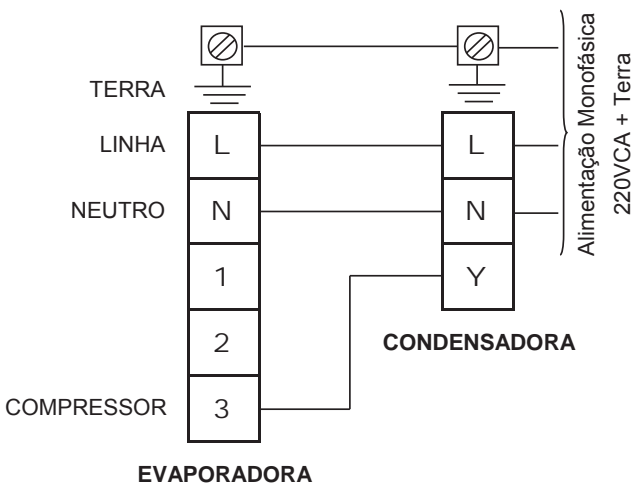 TERRA
LINHA
NEUTRO
COMPRESSOR
L
N
1
2
3
EVAPORADORA
L
N
Y
CONDENSADORA
Alimentação Monofásica
220VCA + Terra